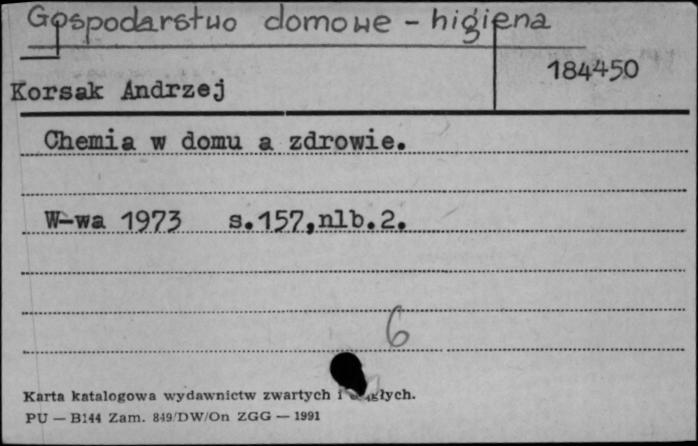 Gospodarstwo domowe - higiena
184450
Korsak Andrzej
Chemia w domu a zdrowie.
W-wa 1973 s.157,nlb.2.
6
Karta katalogowa wydawnictw zwartych i
PU — B144 Zam. 849/DW/On ZGG — 1991